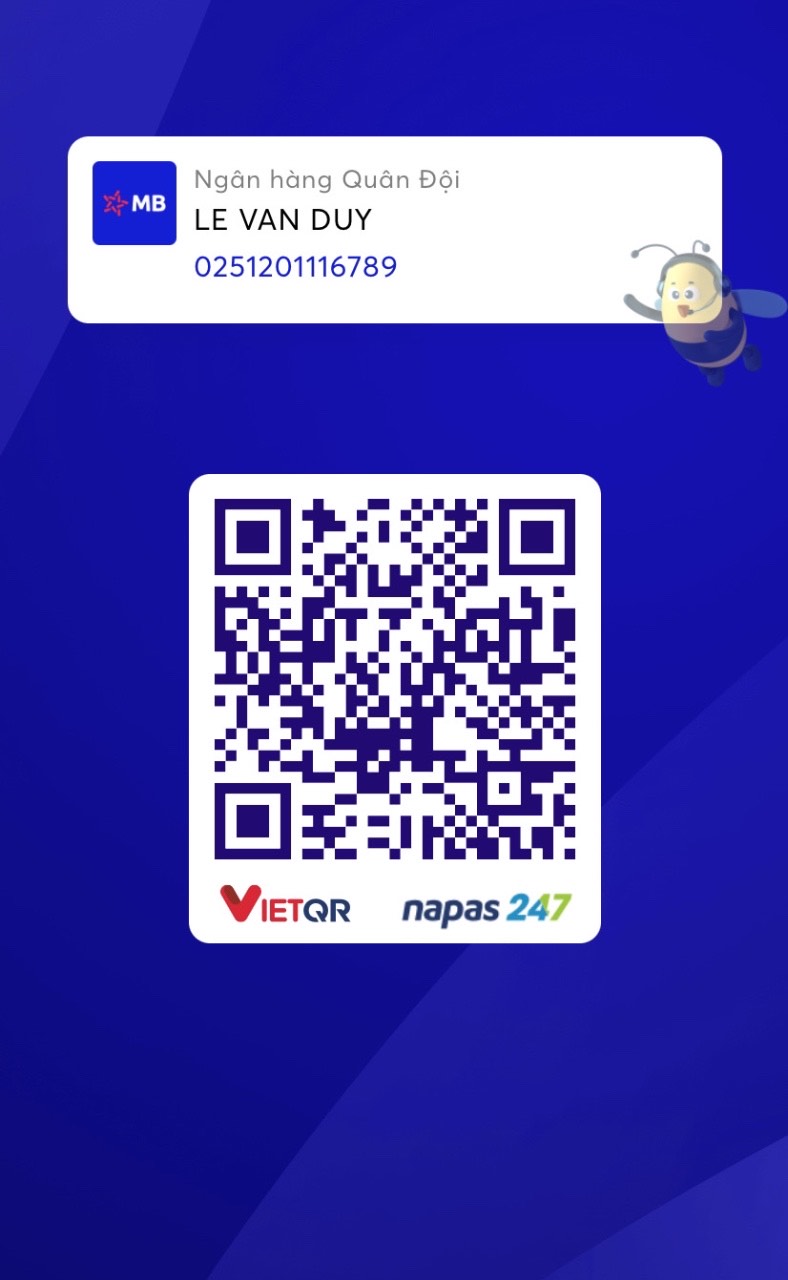 MB
Ngân hàng Quân Đội
LE VAN DUY
0251201116789
VIETQR
napas 247